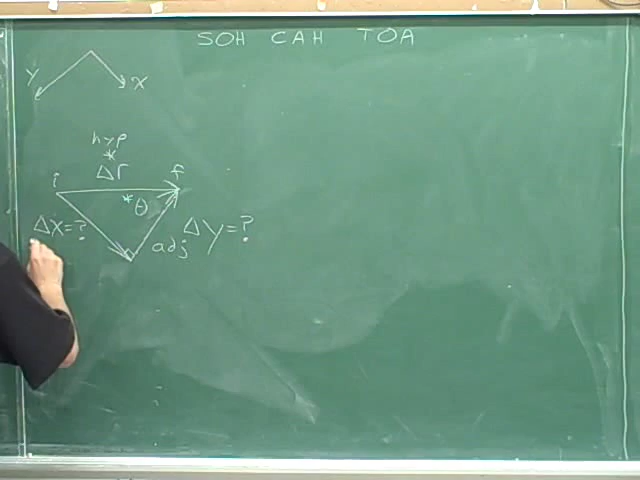 SOH CAH TOA
y x
hyp
*
Δr
i f
* θ
Δx=? Δy=?
adj